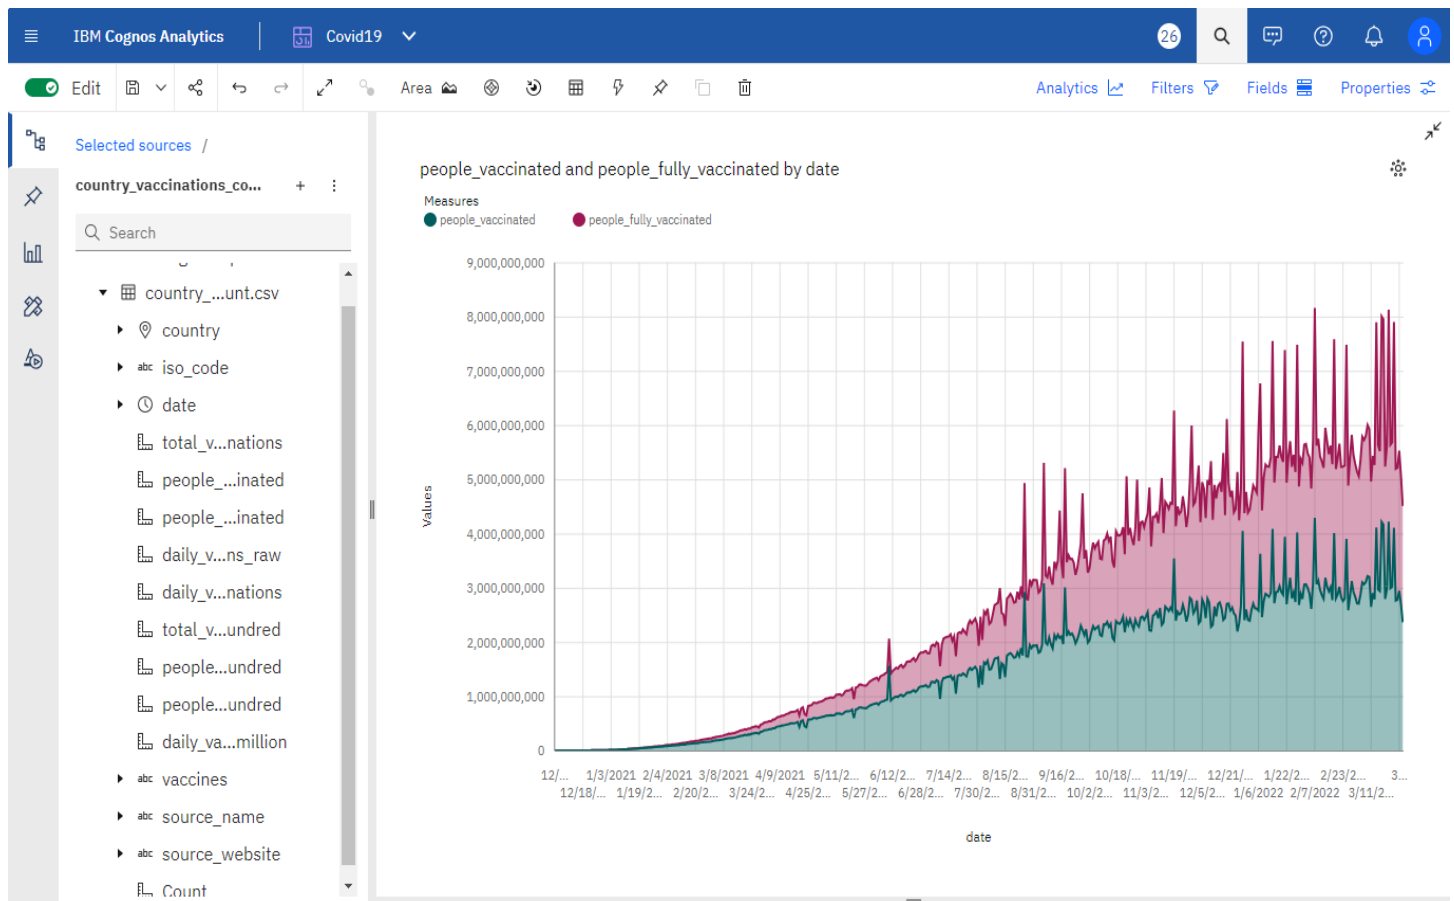 IBM Cognos Analytics
Covid19
26
Edit
Area
Analytics
Filters
Fields
Properties
Selected sources /
country_vaccinations_co...
Search
country_...unt.csv
country
abc iso_code
date
total_v...nations
people_...inated
people_...inated
daily_v...ns_raw
daily_v...nations
total_v...undred
people...undred
people...undred
daily_va...million
abc vaccines
abc source_name
abc source_website
Count
people_vaccinated and people_fully_vaccinated by date
Measures
people_vaccinated
people_fully_vaccinated
9,000,000,000
8,000,000,000
7,000,000,000
6,000,000,000
5,000,000,000
4,000,000,000
3,000,000,000
2,000,000,000
1,000,000,000
0
Values
12/... 1/3/2021 2/4/2021 3/8/2021 4/9/2021 5/11/2... 6/12/2... 7/14/2... 8/15/2... 9/16/2... 10/18/... 11/19/... 12/21/... 1/22/2... 2/23/2... 3...
12/18/... 1/19/2... 2/20/2... 3/24/2... 4/25/2... 5/27/2... 6/28/2... 7/30/2... 8/31/2... 10/2/2... 11/3/2... 12/5/2... 1/6/2022 2/7/2022 3/11/2...
date